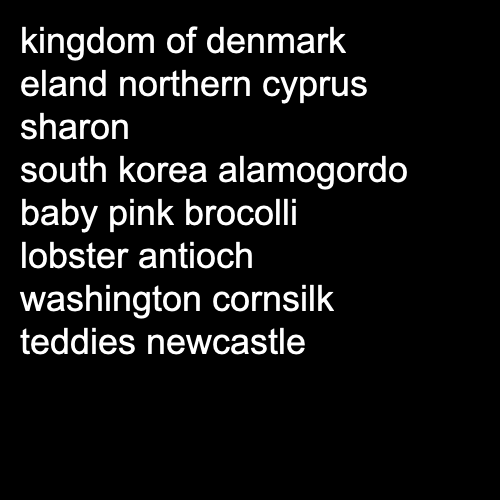 kingdom of denmark
eland northern cyprus
sharon
south korea alamogordo
baby pink brocolli
lobster antioch
washington cornsilk
teddies newcastle